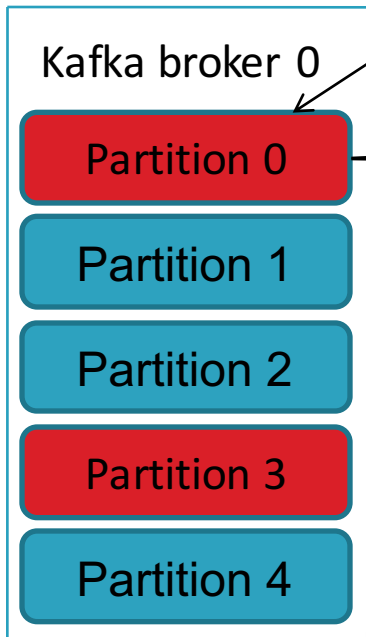 Kafka broker 0
Partition 0
Partition 1
Partition 2
Partition 3
Partition 4